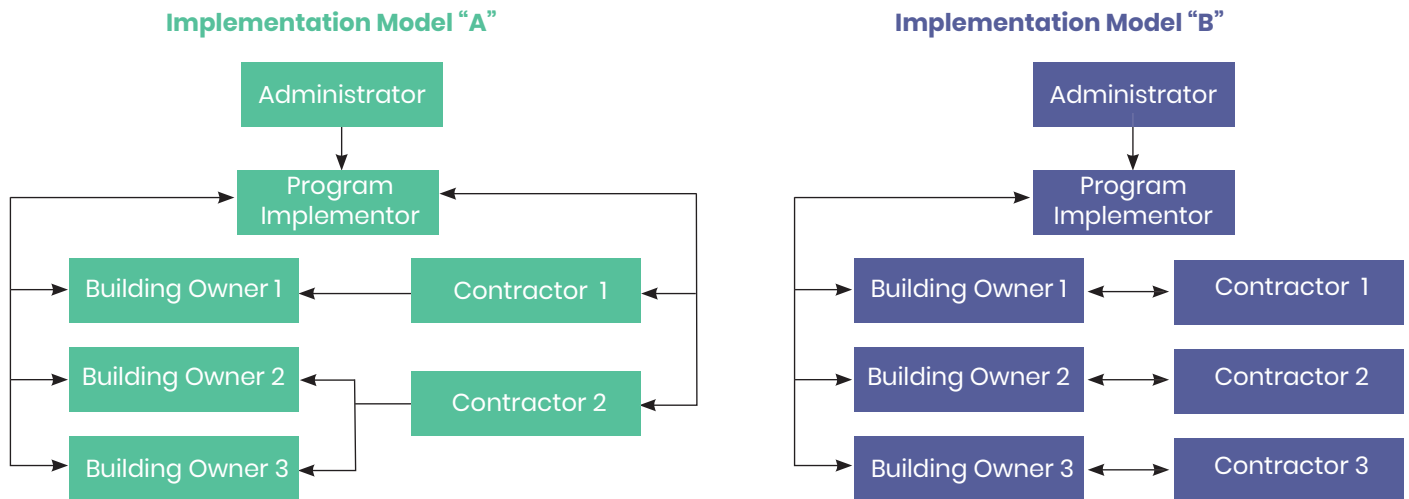 Implementation Model “A”
Administrator
Program
Implementor
Building Owner 1
Contractor 1
Building Owner 2
Contractor 2
Building Owner 3
Implementation Model “B”
Administrator
Program
Implementor
Building Owner 1
Contractor 1
Building Owner 2
Contractor 2
Building Owner 3
Contractor 3